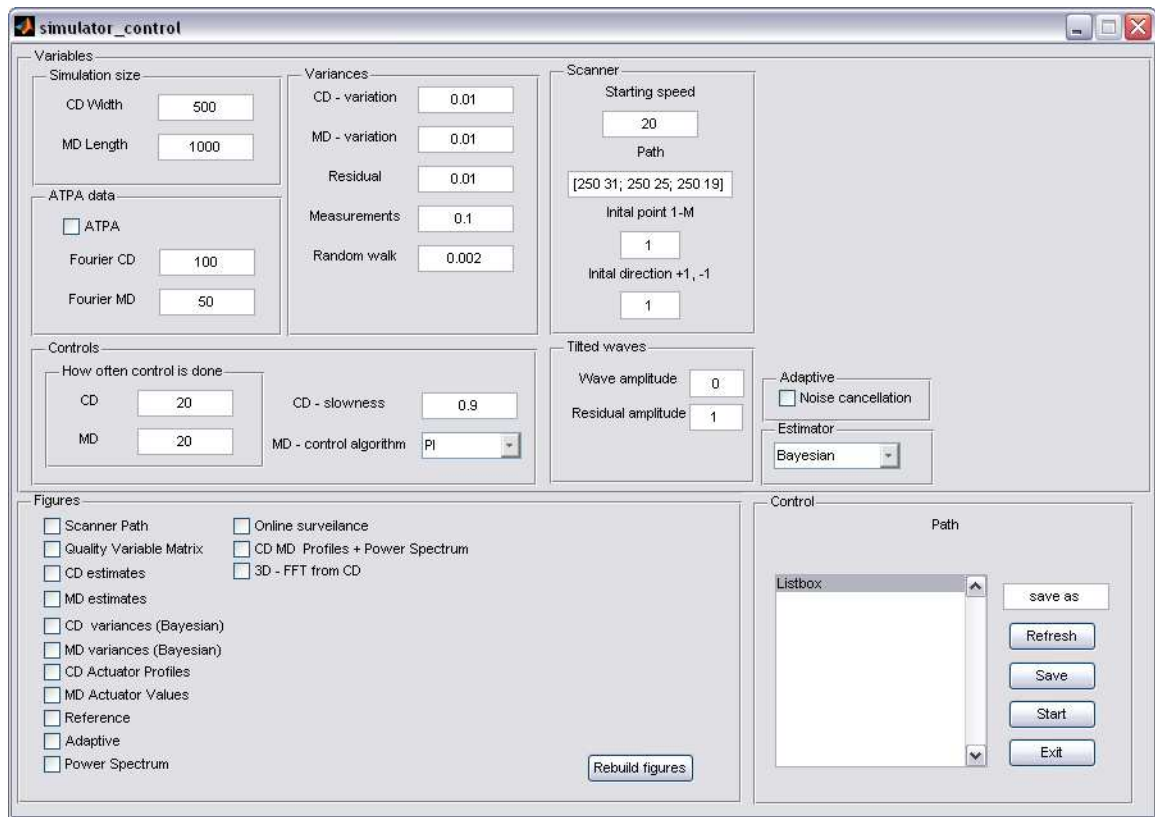 simulator_control
Variables
Simulation size
CD Width 500
MD Length 1000
ATPA data
ATPA
Fourier CD 100
Fourier MD 50
Variances
CD - variation 0.01
MD - variation 0.01
Residual 0.01
Measurements 0.1
Random walk 0.002
Scanner
Starting speed
20
Path
[250 31; 250 25; 250 19]
Inital point 1-M
1
Inital direction +1, -1
1
Controls
How often control is done
CD 20
MD 20
CD - slowness 0.9
MD - control algorithm PI
Tilted waves
Wave amplitude 0
Residual amplitude 1
Adaptive
Noise cancellation
Estimator
Bayesian
Figures
Scanner Path
Quality Variable Matrix
CD estimates
MD estimates
CD variances (Bayesian)
MD variances (Bayesian)
CD Actuator Profiles
MD Actuator Values
Reference
Adaptive
Power Spectrum
Online surveilance
CD MD Profiles + Power Spectrum
3D - FFT from CD
Rebuild figures
Control
Path
Listbox
save as
Refresh
Save
Start
Exit